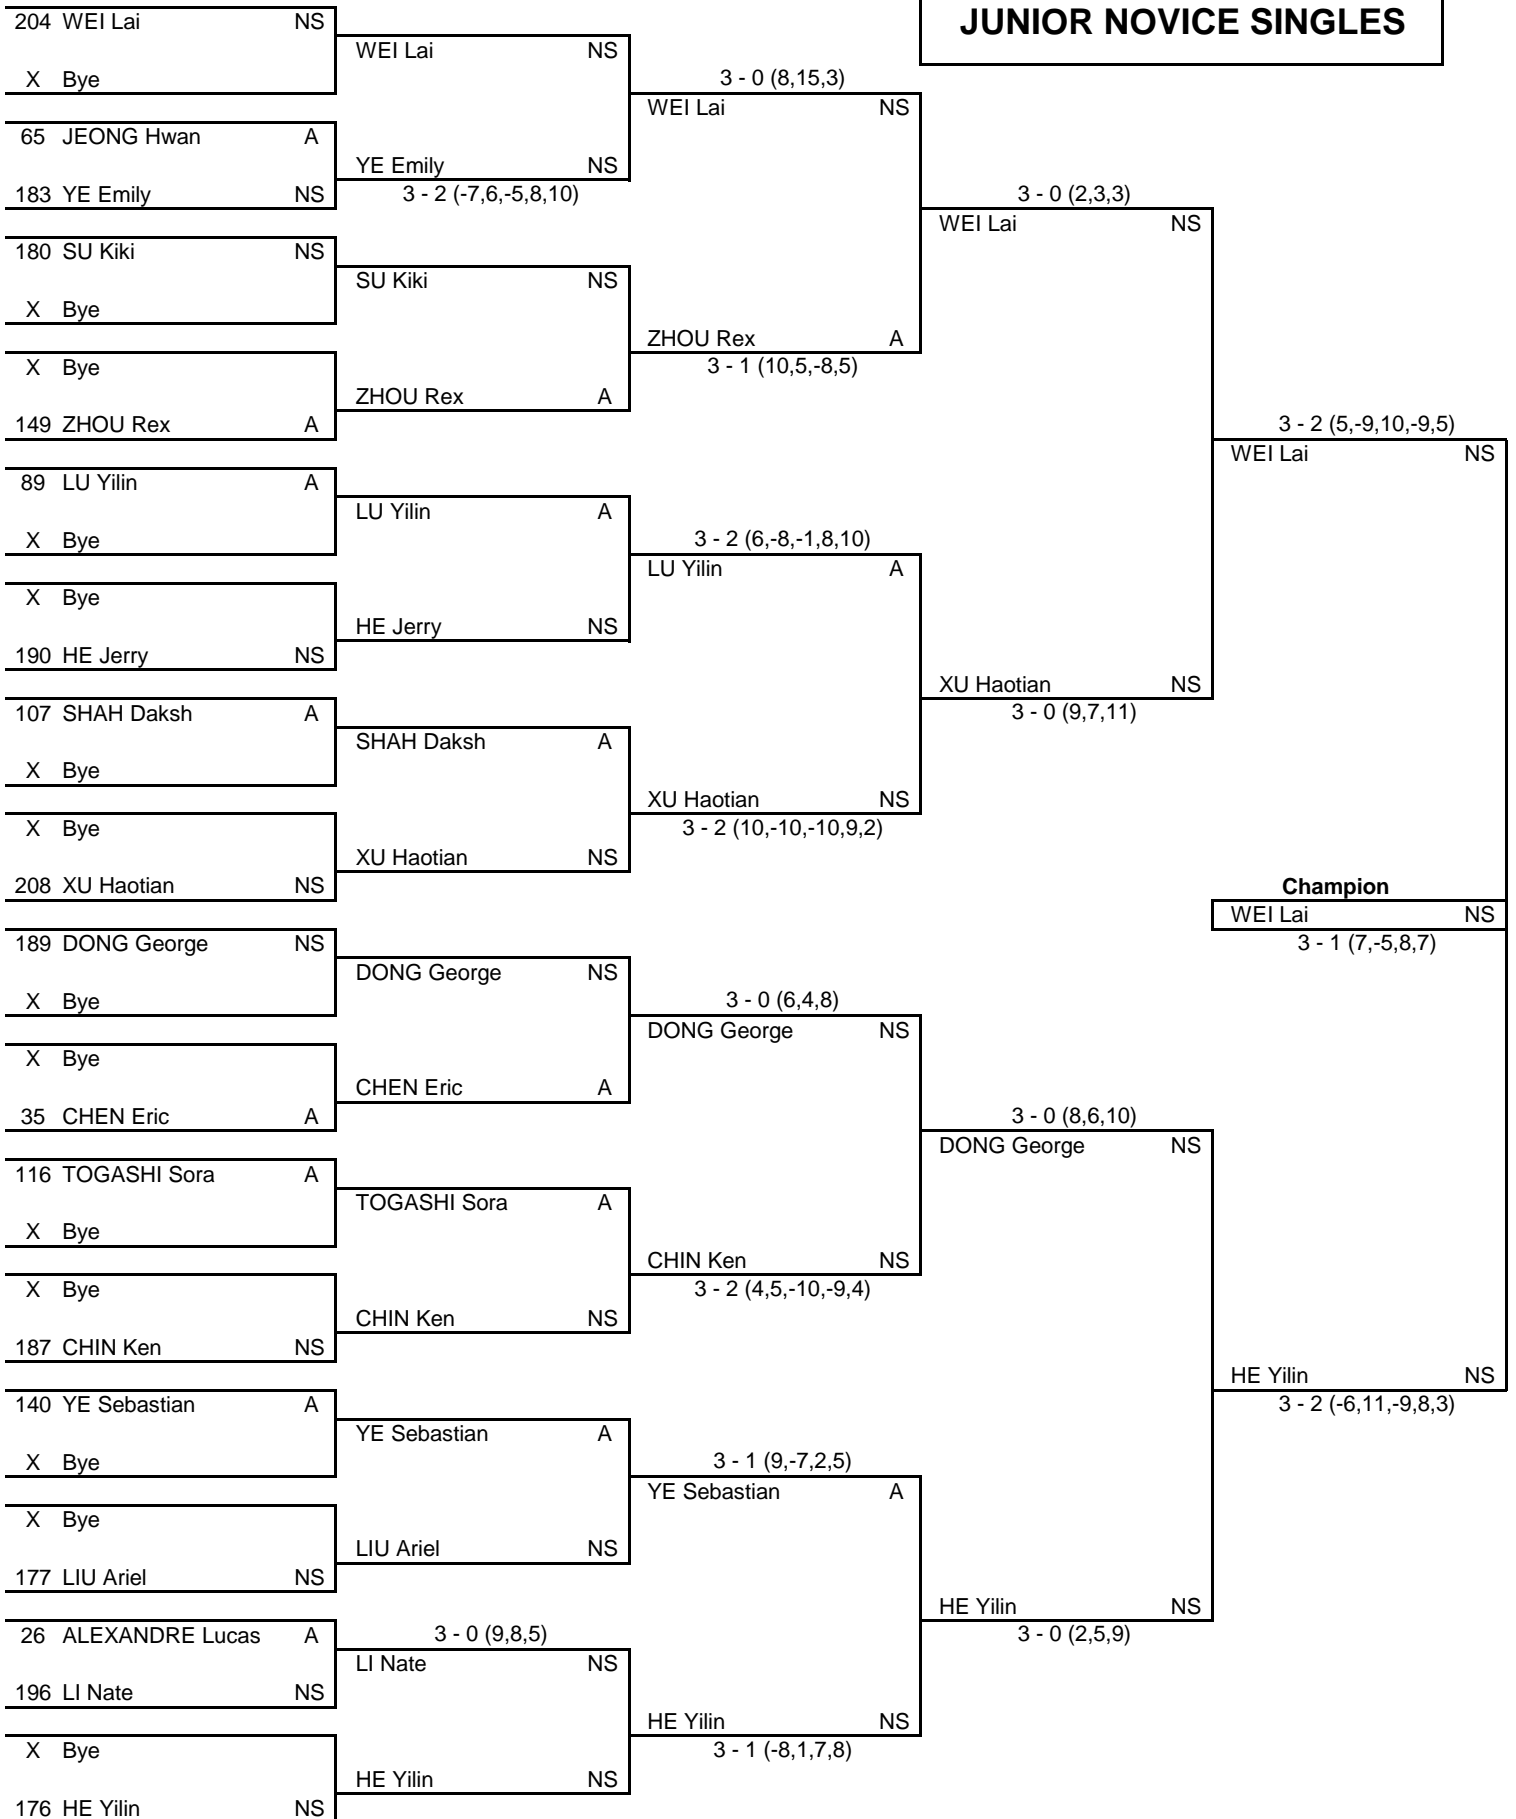 JUNIOR NOVICE SINGLES
204 WEI Lai NS
X Bye
65 JEONG Hwan A
183 YE Emily NS
180 SU Kiki NS
X Bye
X Bye
149 ZHOU Rex A
89 LU Yilin A
X Bye
X Bye
190 HE Jerry NS
107 SHAH Daksh A
X Bye
X Bye
208 XU Haotian NS
189 DONG George NS
X Bye
X Bye
35 CHEN Eric A
116 TOGASHI Sora A
X Bye
X Bye
187 CHIN Ken NS
140 YE Sebastian A
X Bye
X Bye
177 LIU Ariel NS
26 ALEXANDRE Lucas A
196 LI Nate NS
X Bye
176 HE Yilin NS
WEI Lai NS
YE Emily NS
3 - 2 (-7,6,-5,8,10)
SU Kiki NS
ZHOU Rex A
LU Yilin A
HE Jerry NS
SHAH Daksh A
XU Haotian NS
DONG George NS
CHEN Eric A
TOGASHI Sora A
CHIN Ken NS
YE Sebastian A
LIU Ariel NS
3 - 0 (9,8,5)
LI Nate NS
HE Yilin NS
3 - 0 (8,15,3)
WEI Lai NS
ZHOU Rex A
3 - 1 (10,5,-8,5)
3 - 2 (6,-8,-1,8,10)
LU Yilin A
XU Haotian NS
3 - 2 (10,-10,-10,9,2)
3 - 0 (6,4,8)
DONG George NS
CHIN Ken NS
3 - 2 (4,5,-10,-9,4)
3 - 1 (9,-7,2,5)
YE Sebastian A
HE Yilin NS
3 - 1 (-8,1,7,8)
3 - 0 (2,3,3)
WEI Lai NS
XU Haotian NS
3 - 0 (9,7,11)
3 - 0 (8,6,10)
DONG George NS
HE Yilin NS
3 - 0 (2,5,9)
3 - 2 (5,-9,10,-9,5)
WEI Lai NS
HE Yilin NS
3 - 2 (-6,11,-9,8,3)
Champion
WEI Lai NS
3 - 1 (7,-5,8,7)